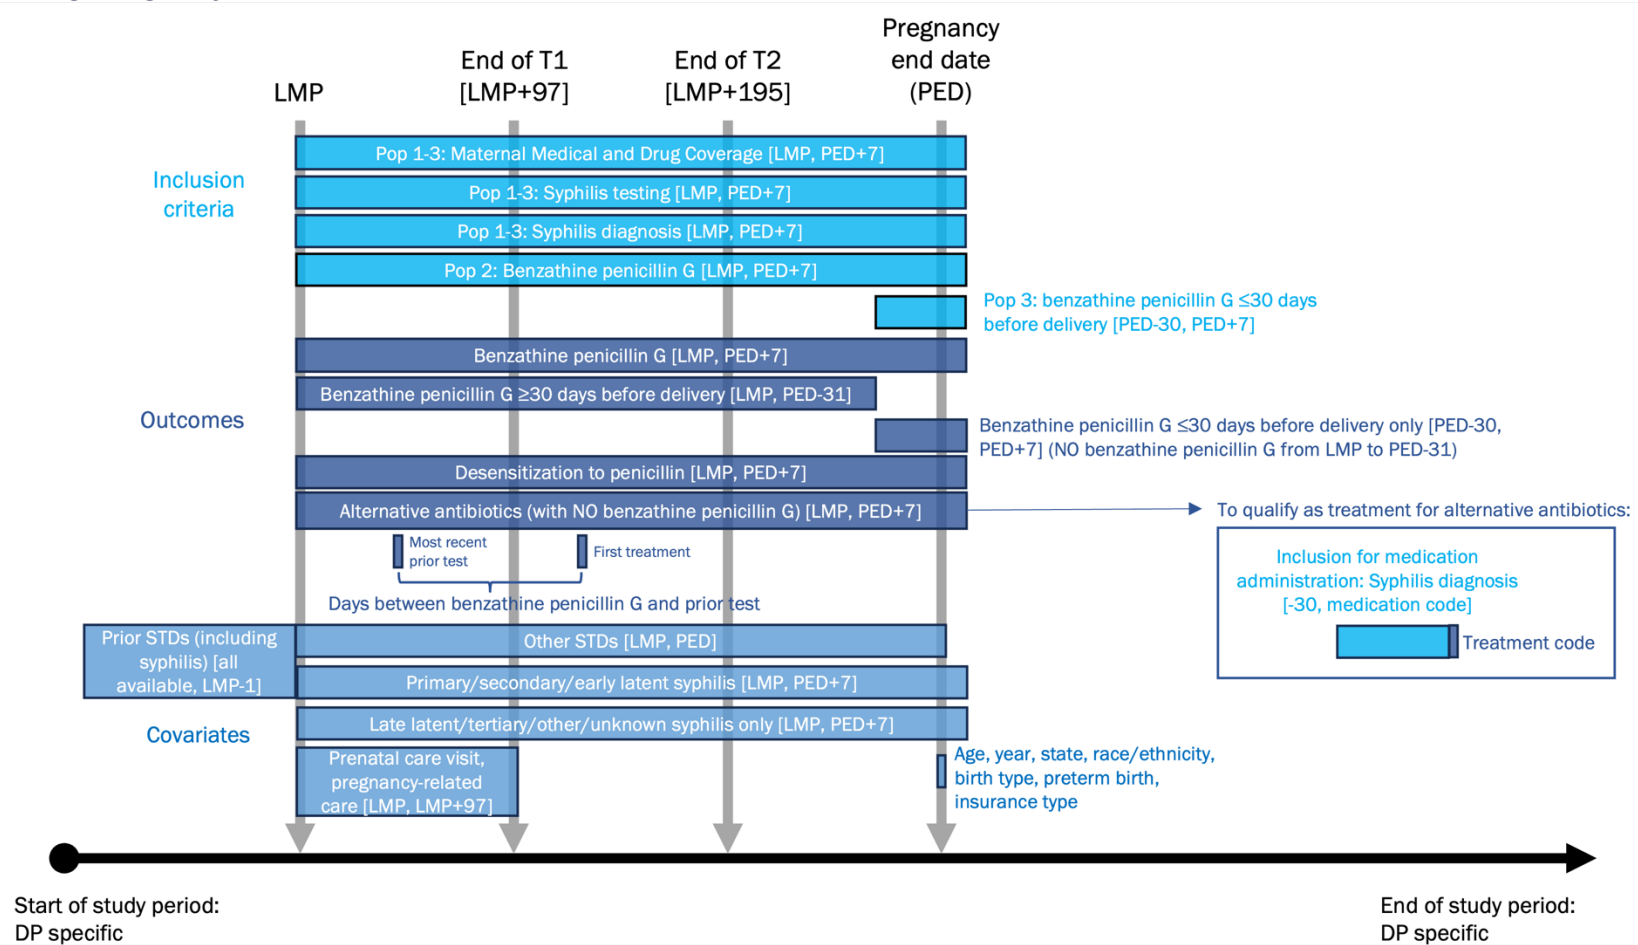 Pregnancy
end date
(PED)
End of T1
[LMP+97]
End of T2
[LMP+195]
LMP
Inclusion
criteria
Pop 1-3: Maternal Medical and Drug Coverage [LMP, PED+7]
Pop 1-3: Syphilis testing [LMP, PED+7]
Pop 1-3: Syphilis diagnosis [LMP, PED+7]
Pop 2: Benzathine penicillin G [LMP, PED+7]
Pop 3: benzathine penicillin G ≤30 days
before delivery [PED-30, PED+7]
Outcomes
Benzathine penicillin G [LMP, PED+7]
Benzathine penicillin G ≥30 days before delivery [LMP, PED-31]
Benzathine penicillin G ≤30 days before delivery only [PED-30,
PED+7] (NO benzathine penicillin G from LMP to PED-31)
Desensitization to penicillin [LMP, PED+7]
Alternative antibiotics (with NO benzathine penicillin G) [LMP, PED+7]
To qualify as treatment for alternative antibiotics:
Inclusion for medication
administration: Syphilis diagnosis
[-30, medication code]
Treatment code
Most recent
prior test
First treatment
Days between benzathine penicillin G and prior test
Prior STDs (including
syphilis) [all
available, LMP-1]
Other STDs [LMP, PED]
Primary/secondary/early latent syphilis [LMP, PED+7]
Covariates
Late latent/tertiary/other/unknown syphilis only [LMP, PED+7]
Prenatal care visit,
pregnancy-related
care [LMP, LMP+97]
Age, year, state, race/ethnicity,
birth type, preterm birth,
insurance type
Start of study period:
DP specific
End of study period:
DP specific